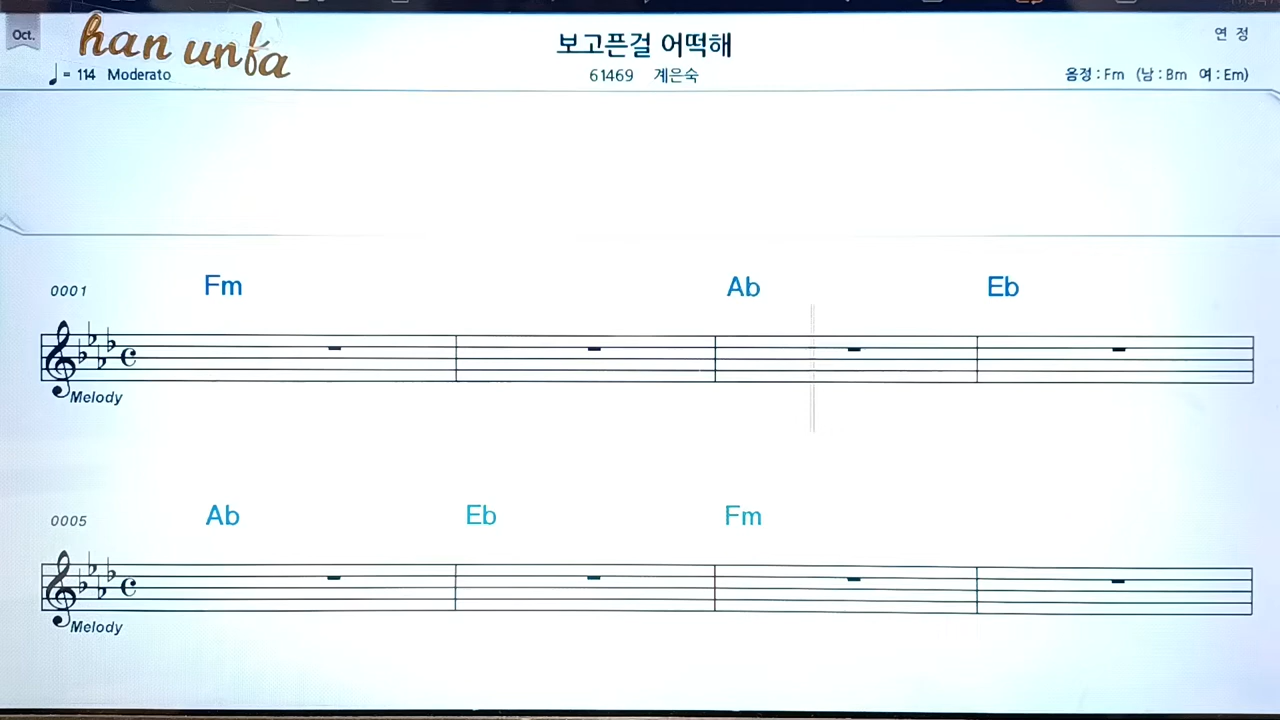 Oct.
han unfa
보고픈걸 어떡해
연 정
♩= 114 Moderato
61469 계은숙
음정 : Fm (남 : Bm 여 : Em)
0001 Fm Ab Eb
Melody
0005 Ab Eb Fm
Melody